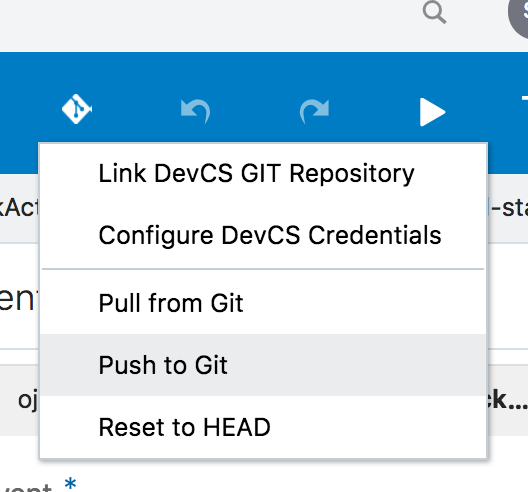 Link DevCS GIT Repository
Configure DevCS Credentials
Pull from Git
Push to Git
Reset to HEAD